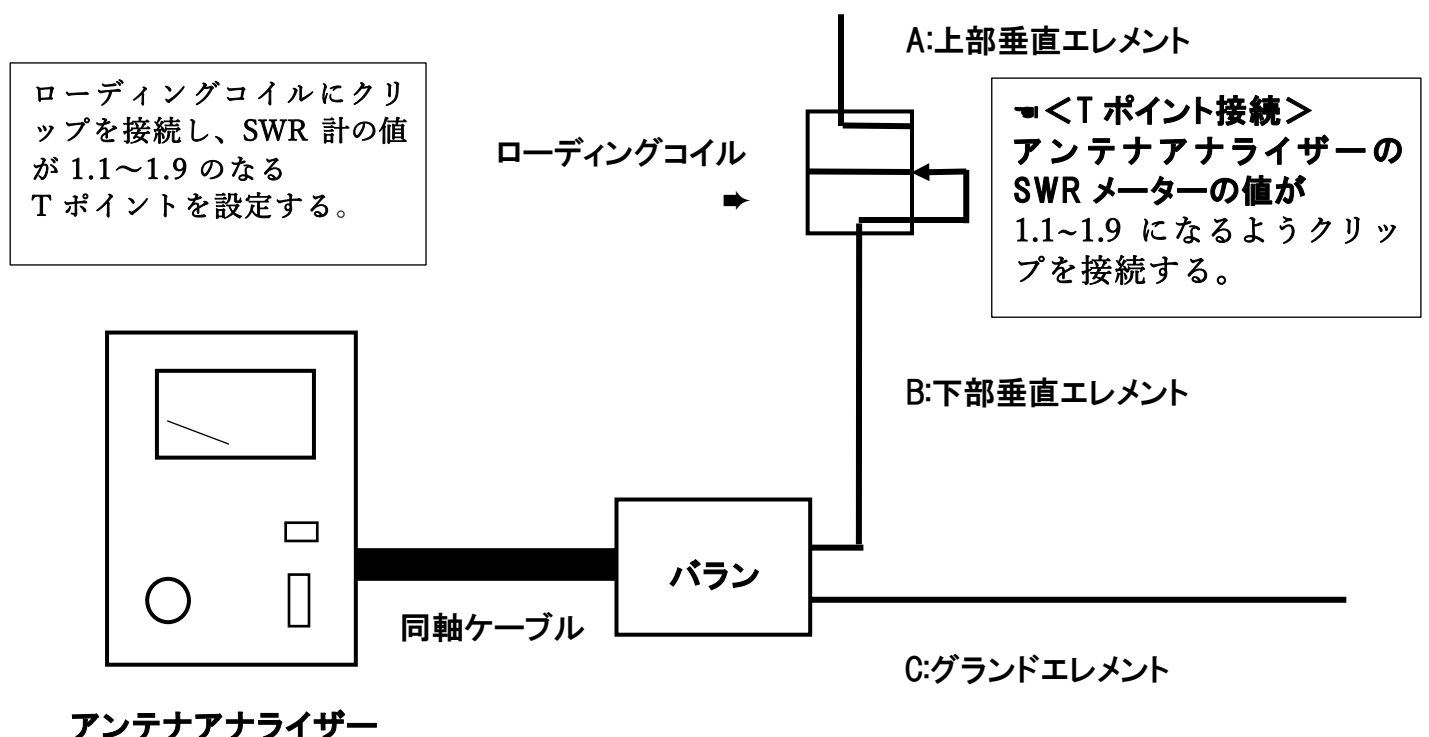 A:上部垂直エレメント
ローディングコイルにクリ
ップを接続し、SWR 計の値
が 1.1～1.9 のなる
T ポイントを設定する。
☚＜T ポイント接続＞
アンテナアナライザーの
SWR メーターの値が
1.1~1.9 になるようクリッ
プを接続する。
ローディングコイル
B:下部垂直エレメント
バラン
同軸ケーブル
C:グランドエレメント
アンテナアナライザー